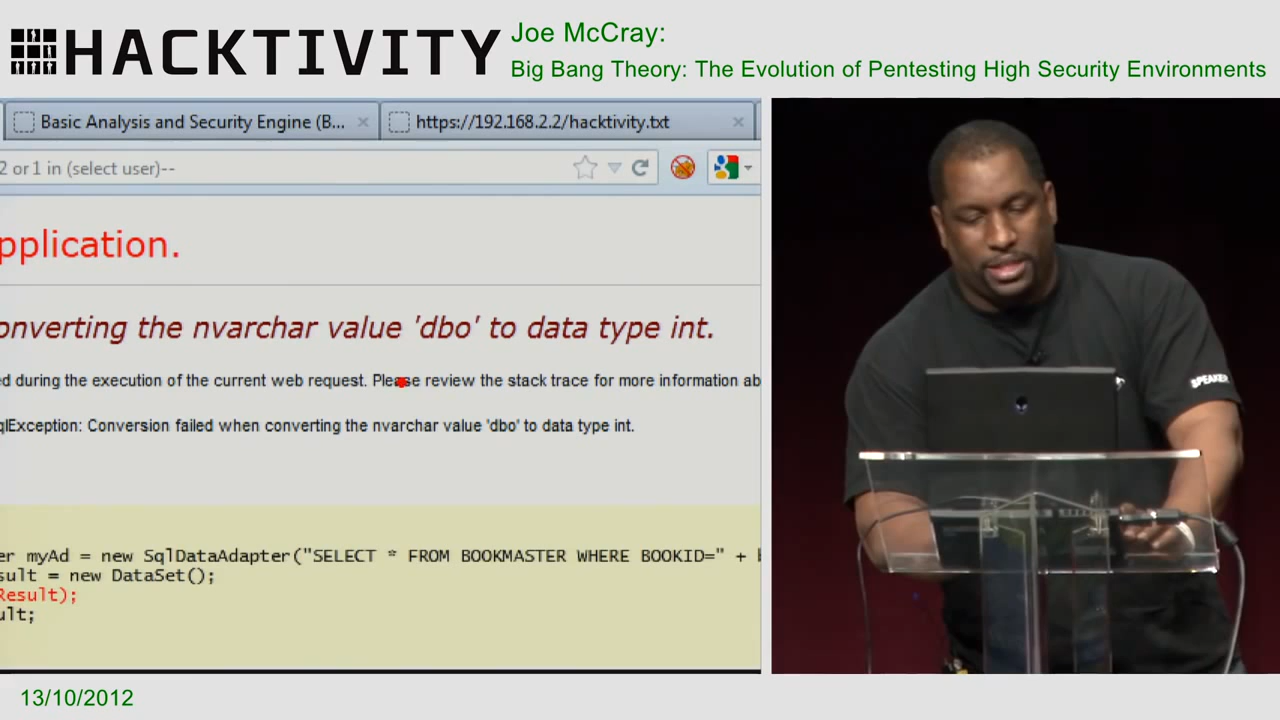 HACKTIVITY
Joe McCray:
Big Bang Theory: The Evolution of Pentesting High Security Environments
Basic Analysis and Security Engine (B...
https://192.168.2.2/hacktivity.txt
2 or 1 in (select user)--
pplication.
onverting the nvarchar value 'dbo' to data type int.
ed during the execution of the current web request. Please review the stack trace for more information ab
qlException: Conversion failed when converting the nvarchar value 'dbo' to data type int.
er myAd = new SqlDataAdapter("SELECT * FROM BOOKMASTER WHERE BOOKID=" + b
sult = new DataSet();
Result);
ult;
SPEAKER
13/10/2012